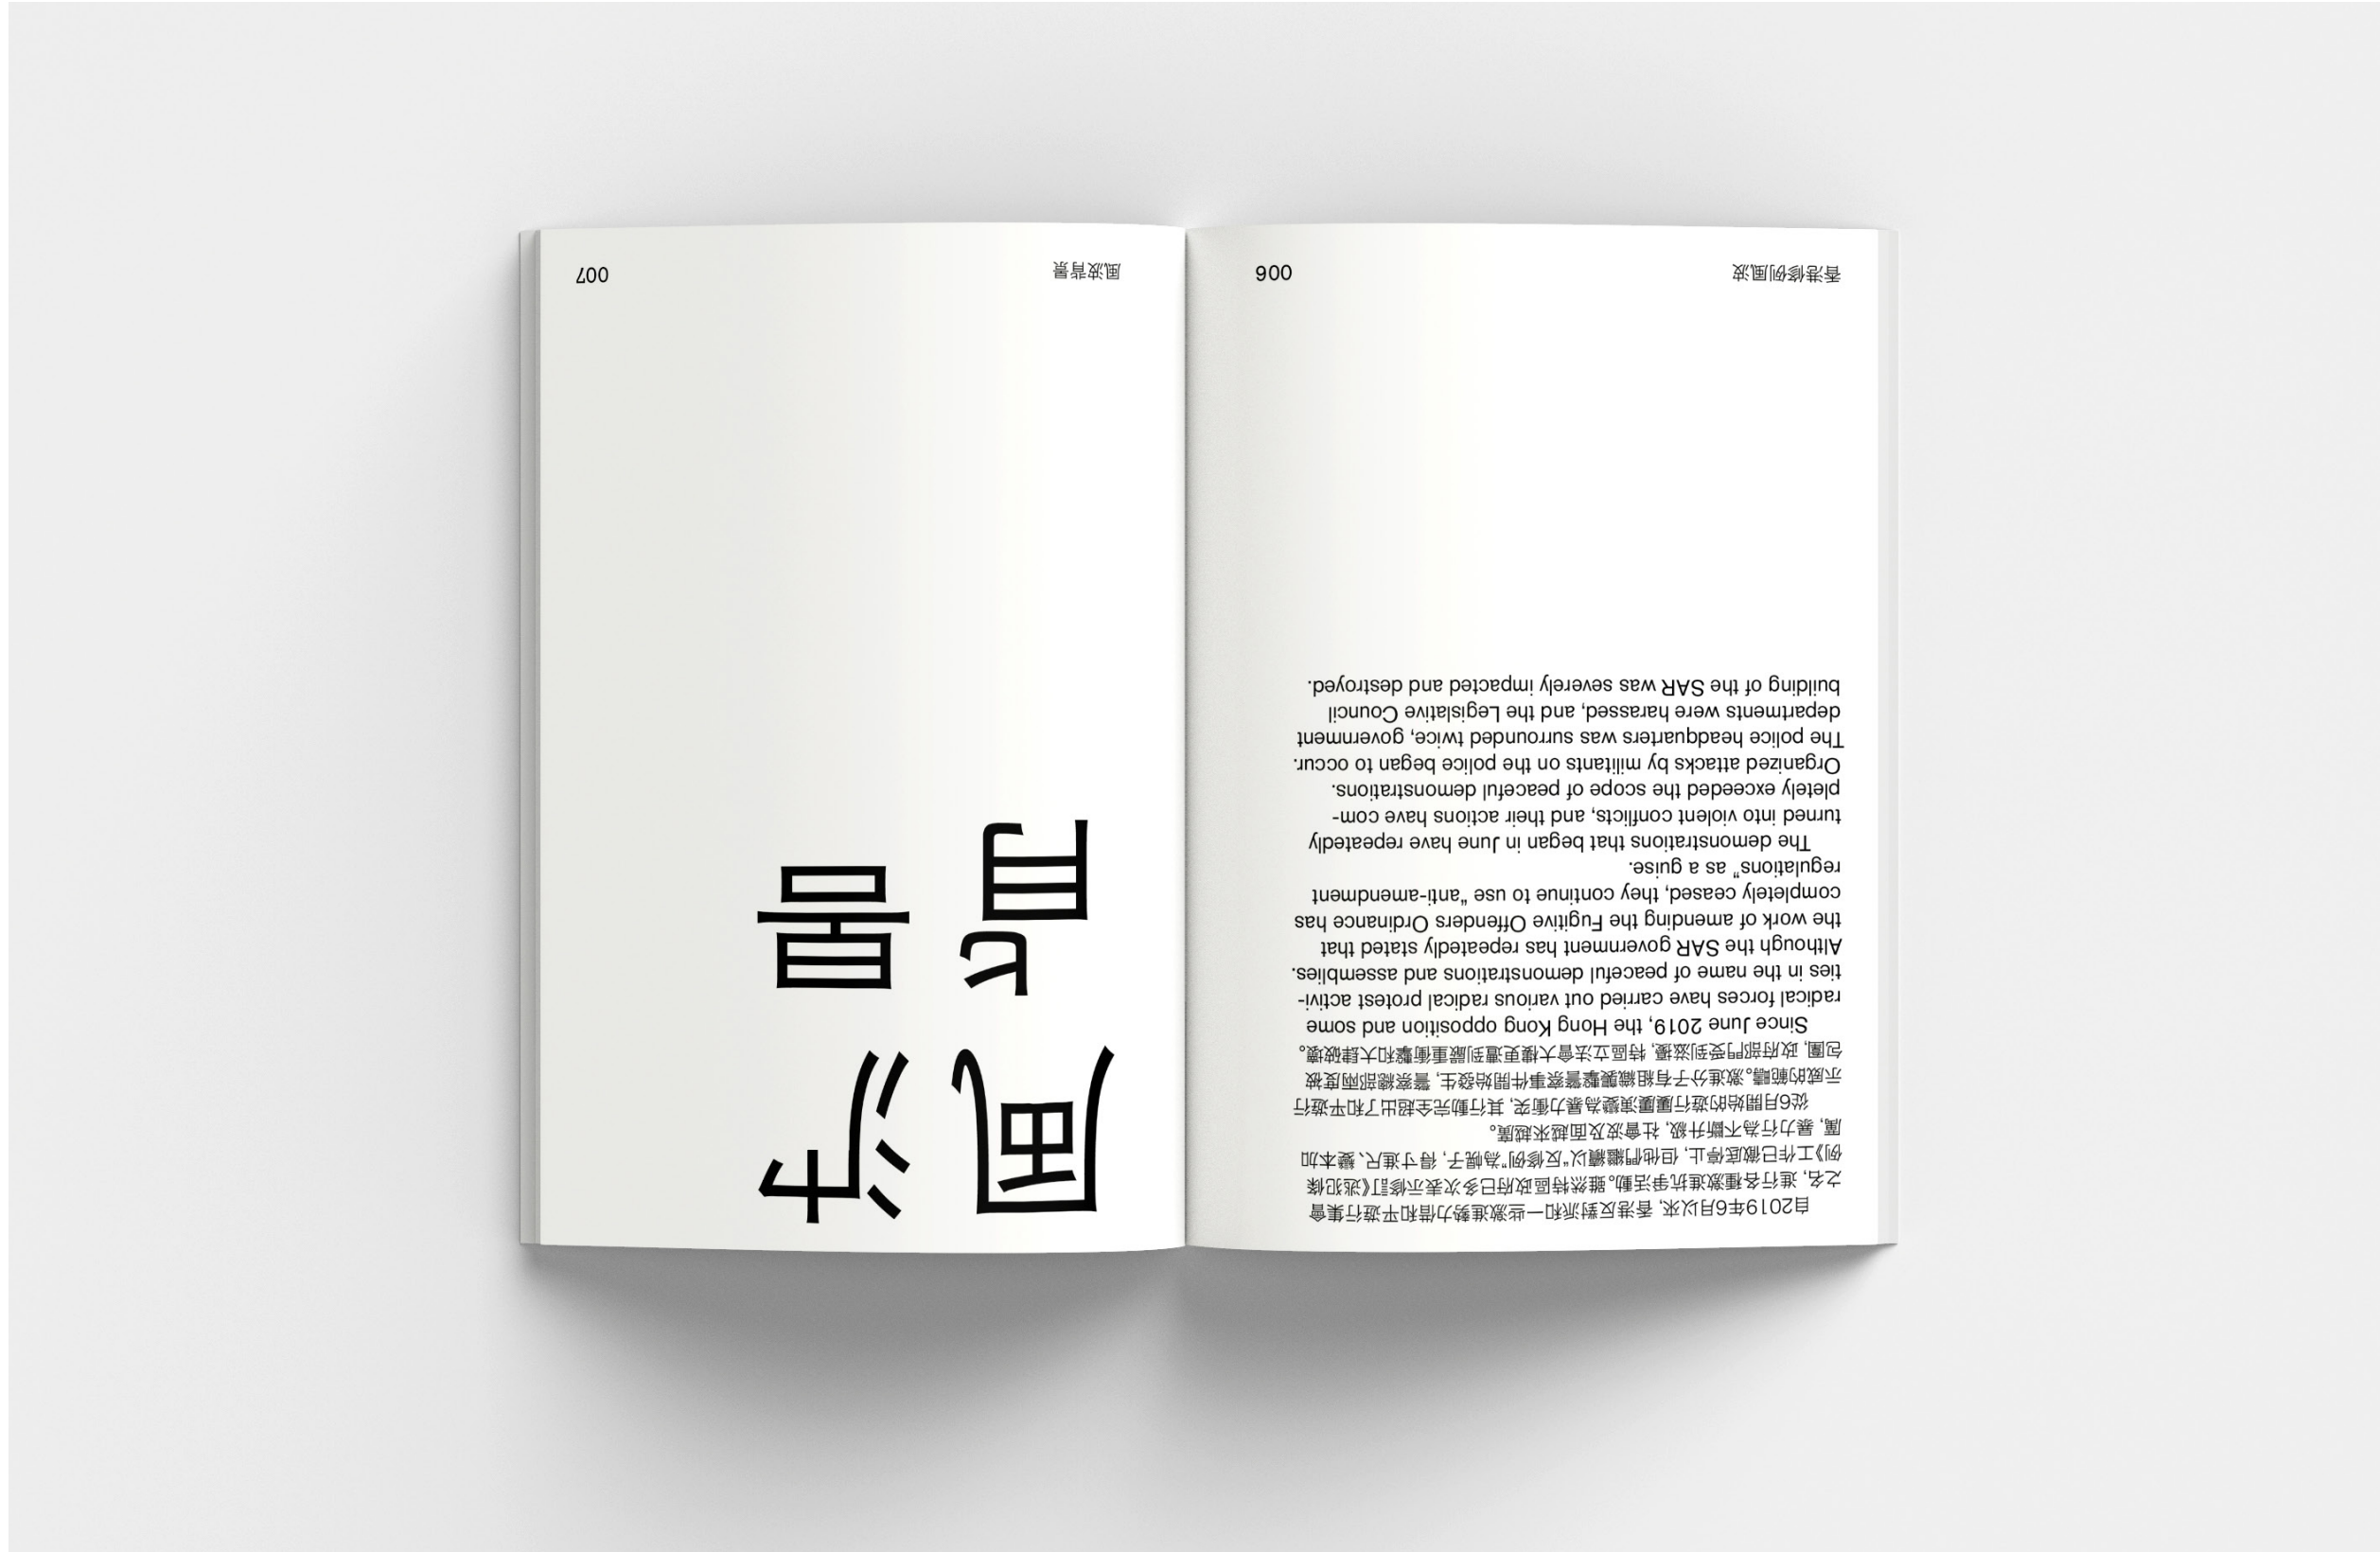 自2019年6月以來, 香港反對派和一些激進勢力借和平遊行集會
之名, 進行各種激進抗爭活動。雖然特區政府已多次表示修訂《逃犯條
例》工作已徹底停止, 但他們繼續以“反修例”為幌子, 得寸進尺、變本加
厲, 暴力行為不斷升級, 社會波及面越來越廣。
從6月開始的遊行屢屢演變為暴力衝突, 其行動完全超出了和平遊行
示威的範疇。激進分子有組織襲擊警察事件開始發生, 警察總部兩度被
包圍, 政府部門受到滋擾, 特區立法會大樓更遭到嚴重衝擊和大肆破壞。
Since June 2019, the Hong Kong opposition and some
radical forces have carried out various radical protest activi-
ties in the name of peaceful demonstrations and assemblies.
Although the SAR government has repeatedly stated that
the work of amending the Fugitive Offenders Ordinance has
completely ceased, they continue to use “anti-amendment
regulations” as a guise.
The demonstrations that began in June have repeatedly
turned into violent conflicts, and their actions have com-
pletely exceeded the scope of peaceful demonstrations.
Organized attacks by militants on the police began to occur.
The police headquarters was surrounded twice, government
departments were harassed, and the Legislative Council
building of the SAR was severely impacted and destroyed.
香港修例風波
006
風波
背景
風波背景
007